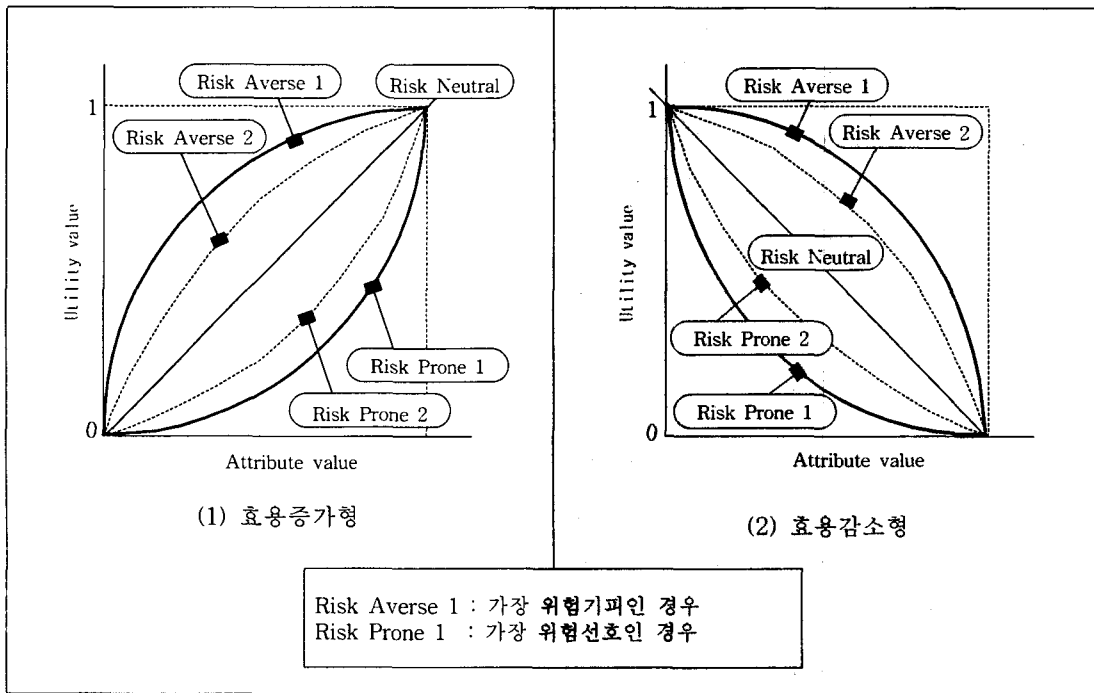 Risk Averse 1
Risk Neutral
1
Risk Averse 2
Utility value
Risk Prone 1
Risk Prone 2
0
Attribute value
(1) 효용증가형
Risk Averse 1
1
Risk Averse 2
Risk Neutral
Utility value
Risk Prone 2
Risk Prone 1
0
Attribute value
(2) 효용감소형
Risk Averse 1 : 가장 위험기피인 경우
Risk Prone 1 : 가장 위험선호인 경우